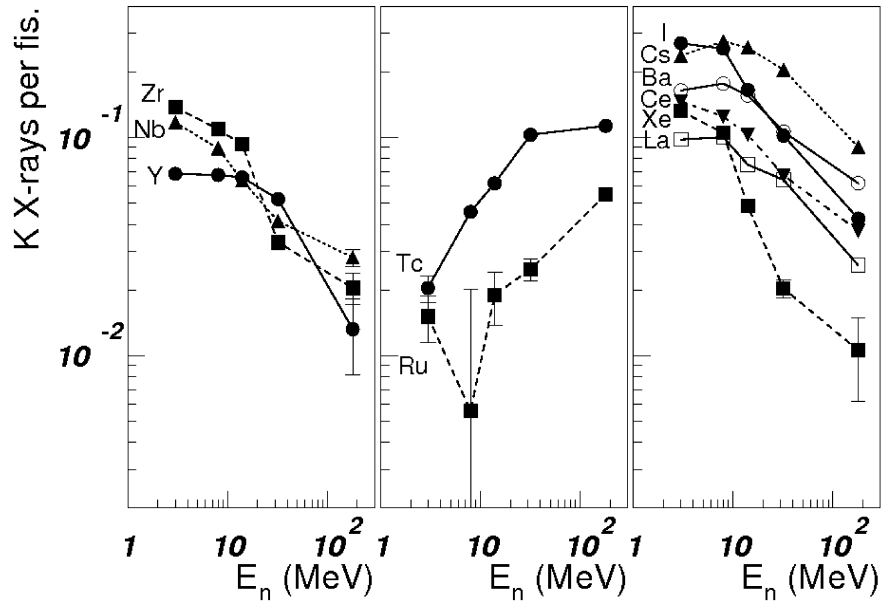 K X-rays per fis.
10^-1
10^-2
Zr
Nb
Y
1 10 10^2
E_n (MeV)
Tc
Ru
1 10 10^2
E_n (MeV)
I
Cs
Ba
Ce
Xe
La
1 10 10^2
E_n (MeV)